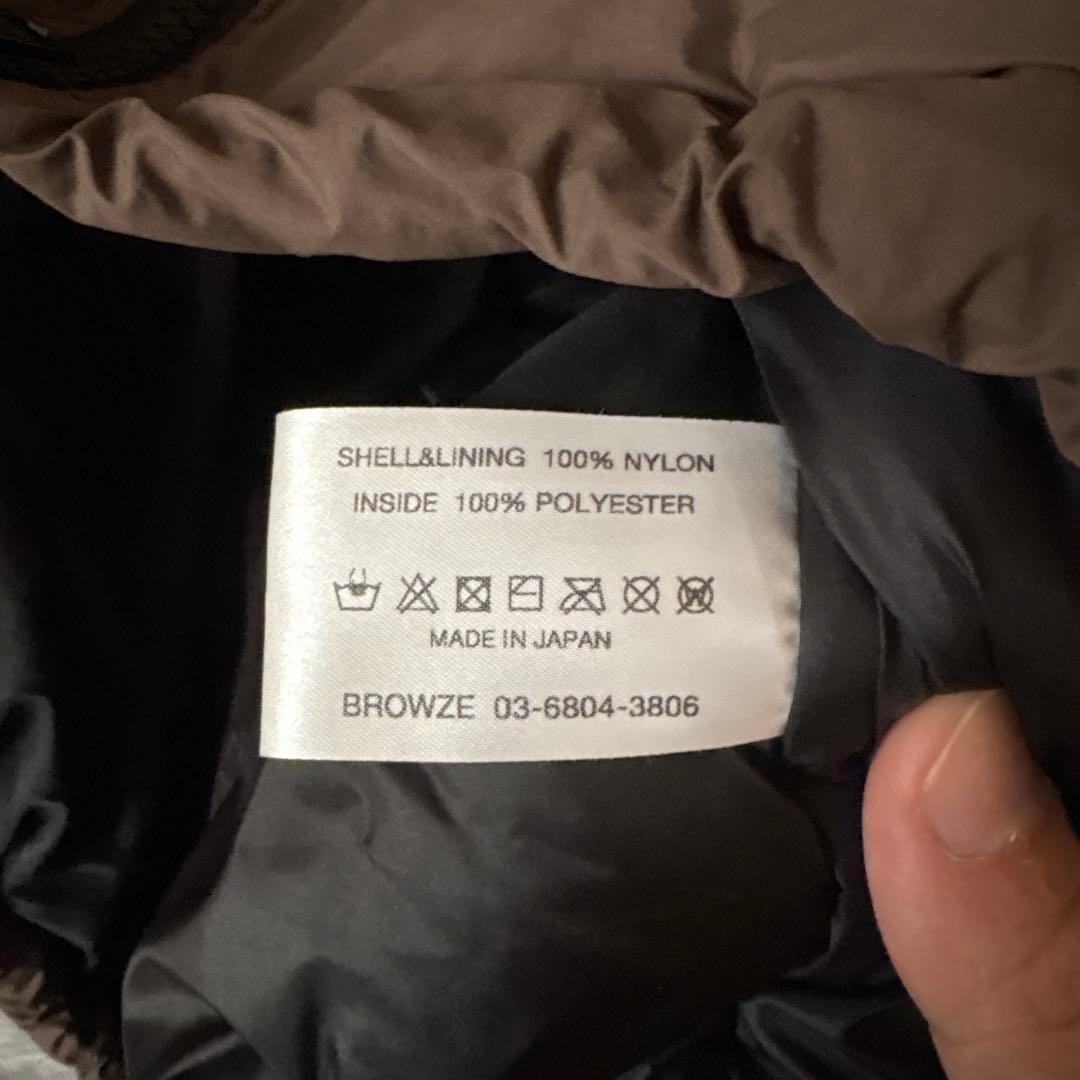 SHELL&LINING 100% NYLON
INSIDE 100% POLYESTER
W
MADE IN JAPAN
BROWZE 03-6804-3806